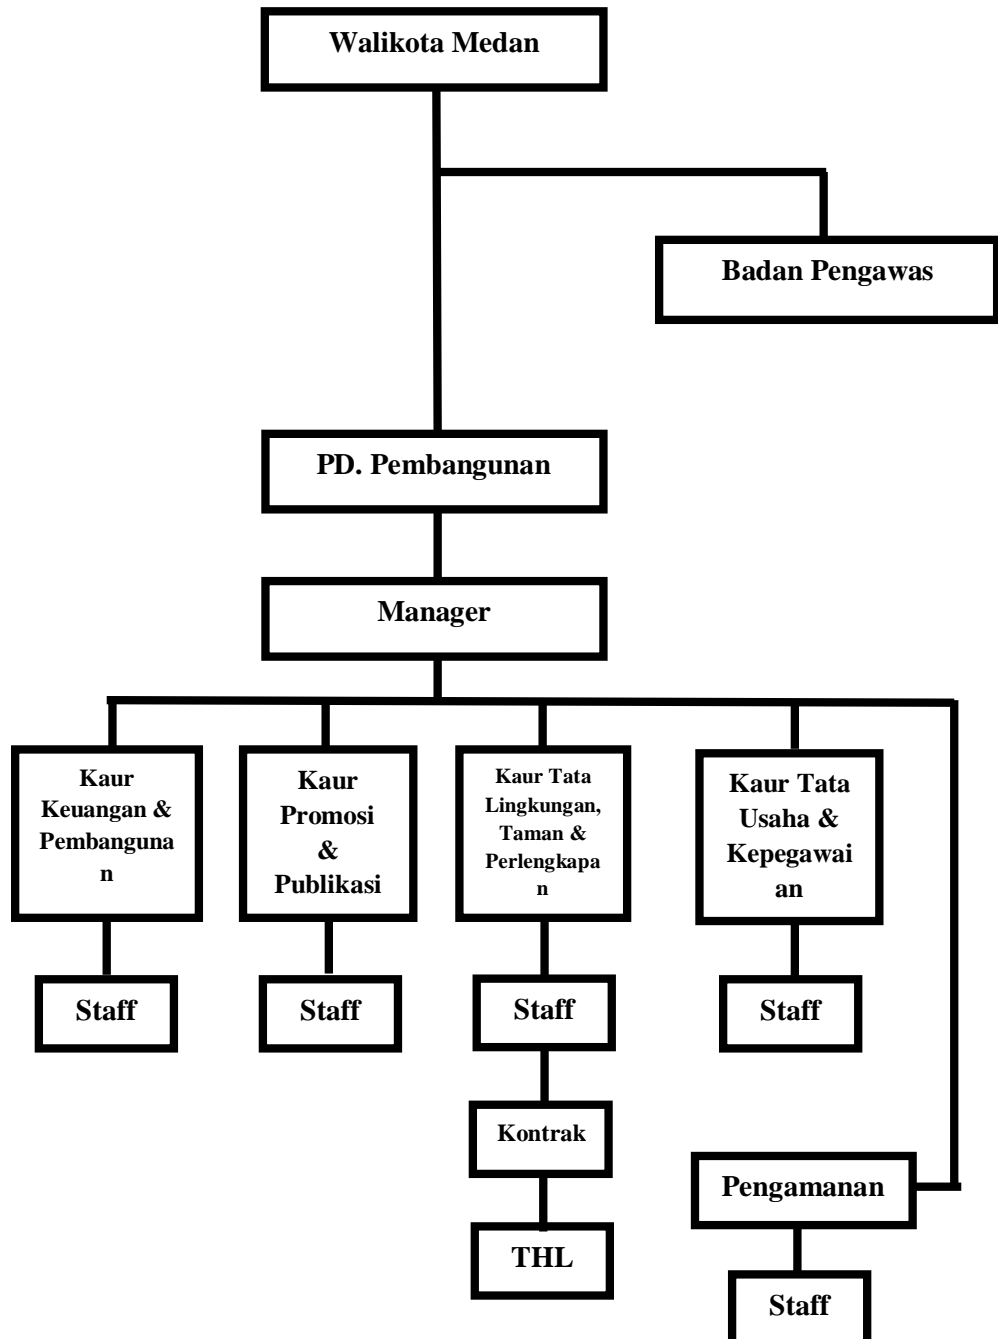 Walikota Medan
Badan Pengawas
PD. Pembangunan
Manager
Kaur
Keuangan &
Pembanguna
n
Kaur
Promosi
&
Publikasi
Kaur Tata
Lingkungan,
Taman &
Perlengkapa
n
Kaur Tata
Usaha &
Kepegawai
an
Staff
Staff
Staff
Staff
Kontrak
Pengamanan
THL
Staff